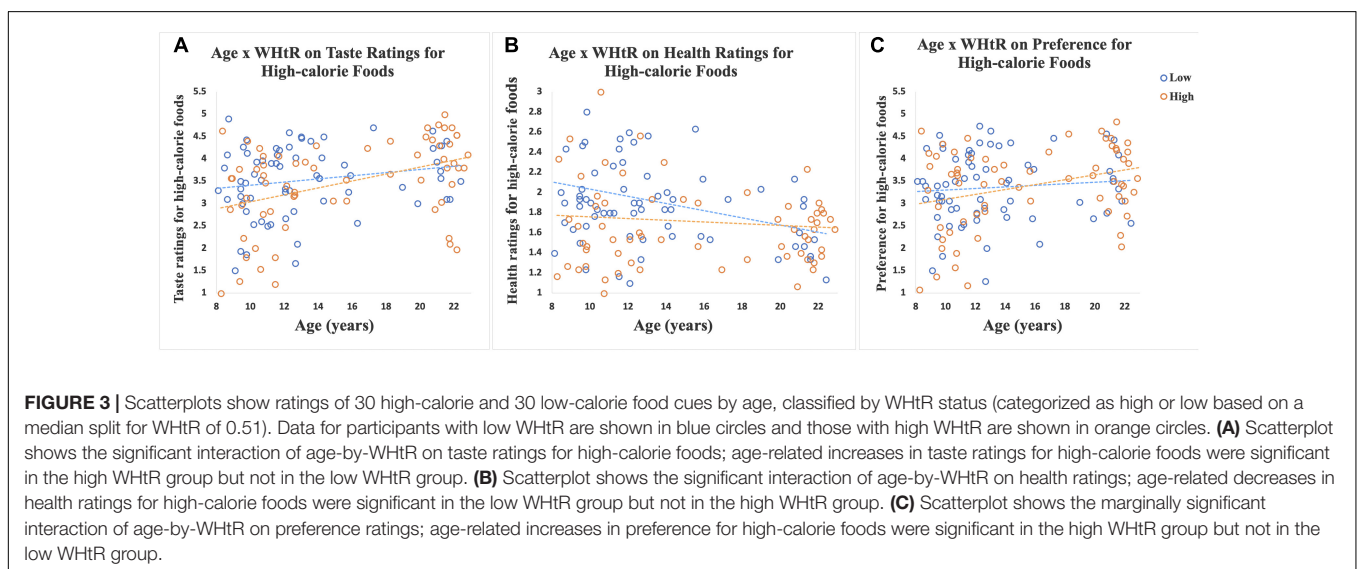 A
Age x WHtR on Taste Ratings for
High-calorie Foods
Taste ratings for high-calorie foods
5.5
5
4.5
4
3.5
3
2.5
2
1.5
1
8 10 12 14 16 18 20 22
Age (years)
B
Age x WHtR on Health Ratings for
High-calorie Foods
Health ratings for high-calorie foods
3
2.8
2.6
2.4
2.2
2
1.8
1.6
1.4
1.2
1
8 10 12 14 16 18 20 22
Age (years)
C
Age x WHtR on Preference for
High-calorie Foods
Low
High
Preference for high-calorie foods
5.5
5
4.5
4
3.5
3
2.5
2
1.5
1
8 10 12 14 16 18 20 22
Age (years)
FIGURE 3 | Scatterplots show ratings of 30 high-calorie and 30 low-calorie food cues by age, classified by WHtR status (categorized as high or low based on a
median split for WHtR of 0.51). Data for participants with low WHtR are shown in blue circles and those with high WHtR are shown in orange circles. (A) Scatterplot
shows the significant interaction of age-by-WHtR on taste ratings for high-calorie foods; age-related increases in taste ratings for high-calorie foods were significant
in the high WHtR group but not in the low WHtR group. (B) Scatterplot shows the significant interaction of age-by-WHtR on health ratings; age-related decreases in
health ratings for high-calorie foods were significant in the low WHtR group but not in the high WHtR group. (C) Scatterplot shows the marginally significant
interaction of age-by-WHtR on preference ratings; age-related increases in preference for high-calorie foods were significant in the high WHtR group but not in the
low WHtR group.